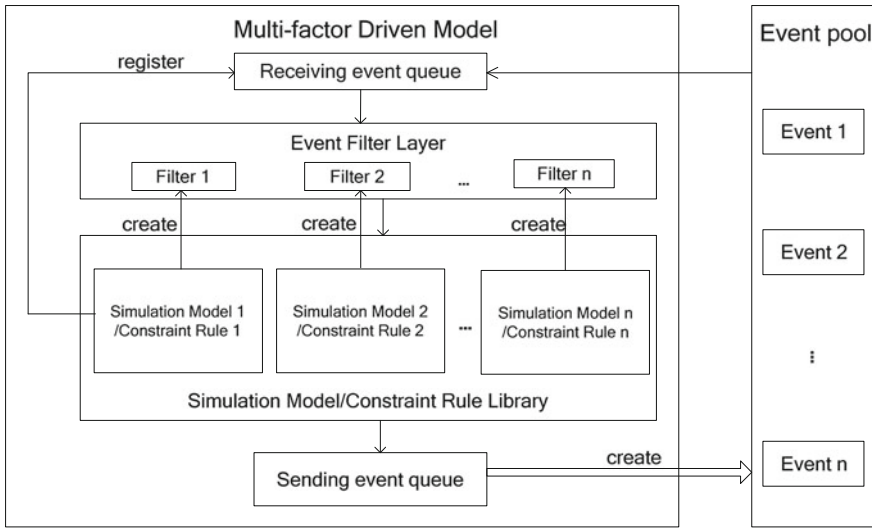 Multi-factor Driven Model
Event pool
register
Receiving event queue
Event 1
Event Filter Layer
Filter 1
Filter 2
...
Filter n
create
create
create
Event 2
Simulation Model 1
/Constraint Rule 1
Simulation Model 2
/Constraint Rule 2
...
Simulation Model n
/Constraint Rule n
...
Simulation Model/Constraint Rule Library
Sending event queue
create
Event n